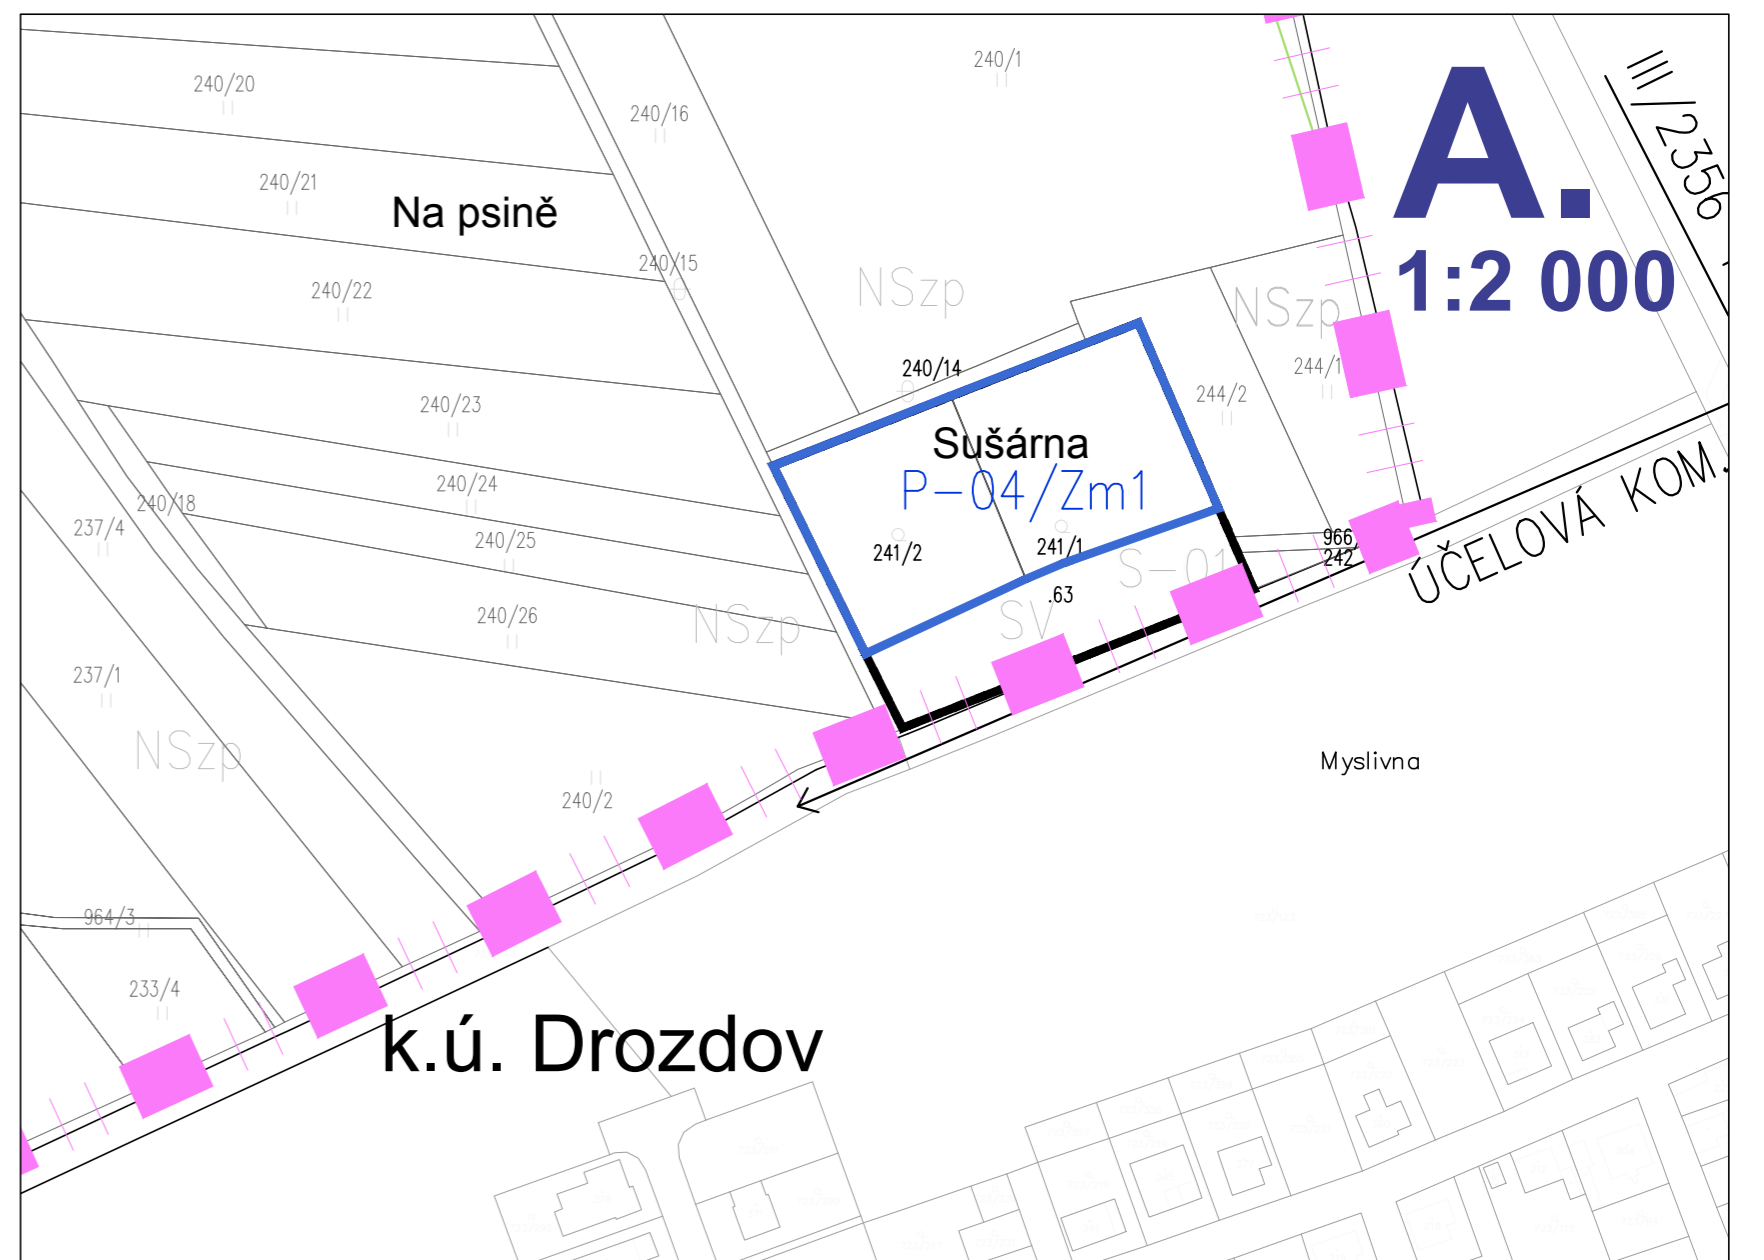 240/20
240/16
240/1
A.
III/2356
240/21
Na psině
240/15
240/22
NSzp
NSzp
1:2 000
240/14
244/1
244/2
240/23
Sušárna
P-04/Zm1
240/24
240/18
237/4
240/25
241/2
241/1
966
242
ÚČELOVÁ KOM.
S-01
.63
240/26
NSzp
SV
237/1
NSzp
Myslivna
240/2
964/3
233/4
k.ú. Drozdov